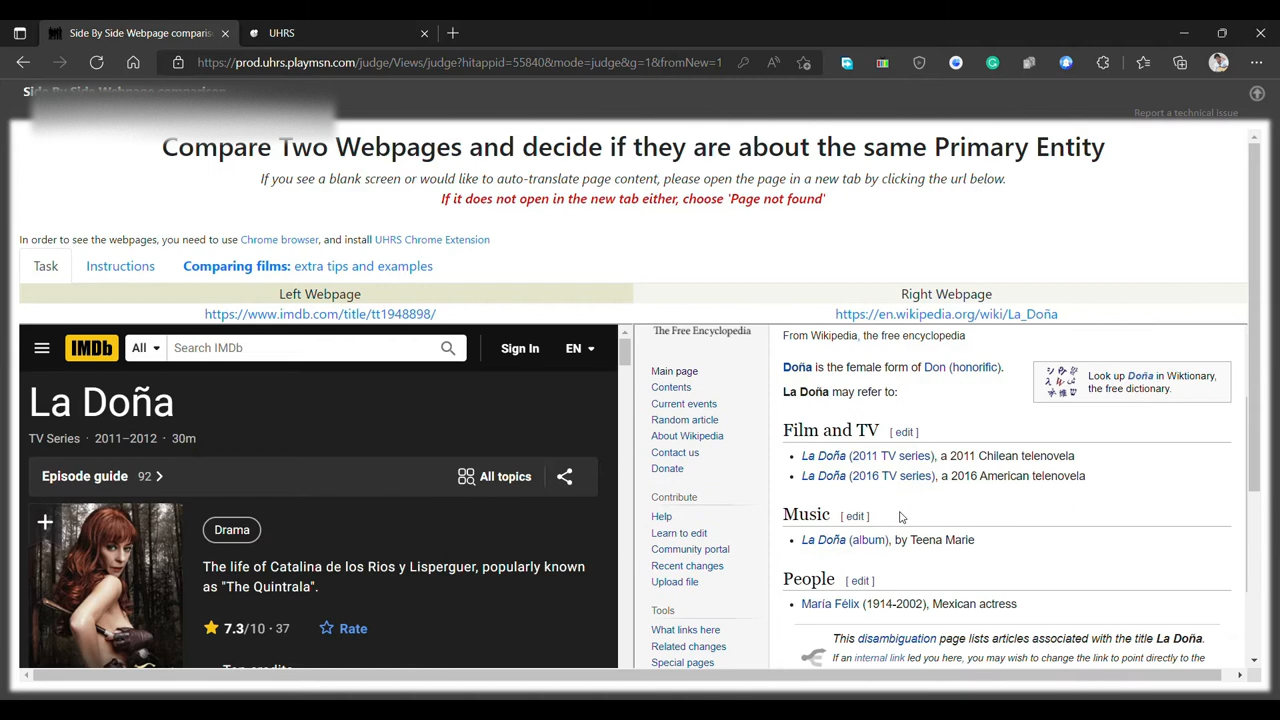 Side By Side Webpage comparis
UHRS
https://prod.uhrs.playmsn.com/judge/Views/judge?hitappid=55840&mode=judge&g=1&fromNew=1
Side By Side Webpage comparison
Report a technical issue
Compare Two Webpages and decide if they are about the same Primary Entity
If you see a blank screen or would like to auto-translate page content, please open the page in a new tab by clicking the url below.
If it does not open in the new tab either, choose 'Page not found'
In order to see the webpages, you need to use Chrome browser, and install UHRS Chrome Extension
Task Instructions Comparing films: extra tips and examples
Left Webpage
https://www.imdb.com/title/tt1948898/
IMDb All Search IMDb Sign In EN
La Doña
TV Series · 2011–2012 · 30m
Episode guide 92 All topics
Drama
The life of Catalina de los Rios y Lisperguer, popularly known
as "The Quintrala".
7.3/10 · 37 Rate
Top credits
Right Webpage
https://en.wikipedia.org/wiki/La_Doña
The Free Encyclopedia
Main page
Contents
Current events
Random article
About Wikipedia
Contact us
Donate
Contribute
Help
Learn to edit
Community portal
Recent changes
Upload file
Tools
What links here
Related changes
Special pages
From Wikipedia, the free encyclopedia
Doña is the female form of Don (honorific).
La Doña may refer to:
Look up Doña in Wiktionary,
the free dictionary.
Film and TV [ edit ]
La Doña (2011 TV series), a 2011 Chilean telenovela
La Doña (2016 TV series), a 2016 American telenovela
Music [ edit ]
La Doña (album), by Teena Marie
People [ edit ]
María Félix (1914-2002), Mexican actress
This disambiguation page lists articles associated with the title La Doña.
If an internal link led you here, you may wish to change the link to point directly to the